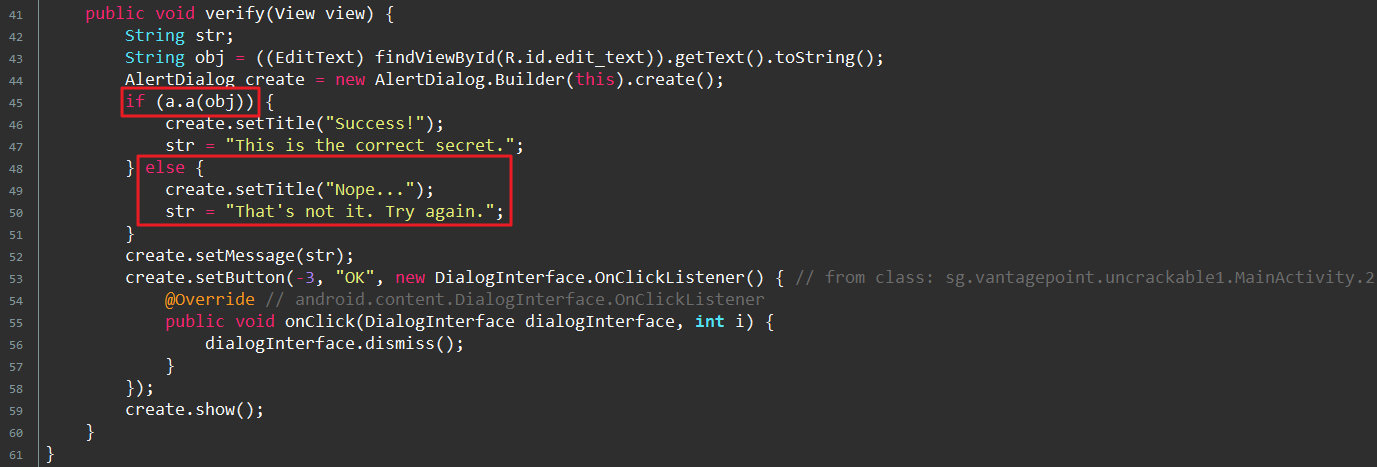 41 public void verify(View view) {
42 String str;
43 String obj = ((EditText) findViewById(R.id.edit_text)).getText().toString();
44 AlertDialog create = new AlertDialog.Builder(this).create();
45 if (a.a(obj)) {
46 create.setTitle("Success!");
47 str = "This is the correct secret.";
48 } else {
49 create.setTitle("Nope...");
50 str = "That's not it. Try again.";
51 }
52 create.setMessage(str);
53 create.setButton(-3, "OK", new DialogInterface.OnClickListener() { // from class: sg.vantagepoint.uncrackable1.MainActivity.2
54 @Override // android.content.DialogInterface.OnClickListener
55 public void onClick(DialogInterface dialogInterface, int i) {
56 dialogInterface.dismiss();
57 }
58 });
59 create.show();
60 }
61 }